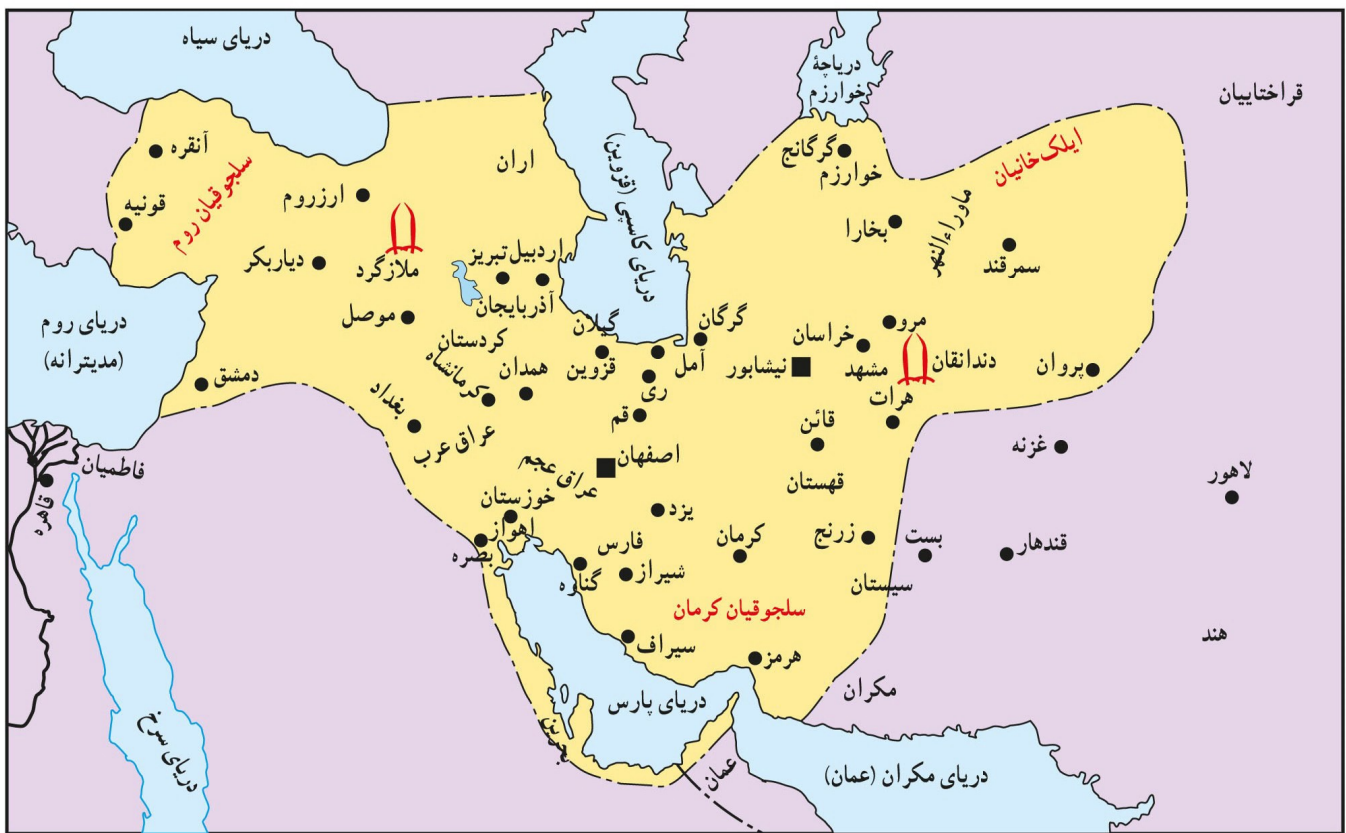 دریای سیاه
دریاچهٔ
خوارزم
قراختاییان
ایلک‌خانیان
گرگانج
خوارزم
آنقره
سلجوقیان روم
اران
دریای کاسپی (قزوین)
ارزروم
قونیه
بخارا
ماوراءالنهر
سمرقند
دیاربکر
ملازگرد
تبریز
اردبیل
آذربایجان
موصل
دریای روم
(مدیترانه)
گیلان
گرگان
مرو
خراسان
کردستان
کرمانشاه
همدان
قزوین
آمل
نیشابور
مشهد
دندانقان
پروان
دمشق
ری
هرات
بغداد
قم
قائن
عراق عرب
غزنه
فاطمیان
اصفهان
عراق عجم
لاهور
قاهره
خوزستان
قهستان
یزد
اهواز
بصره
فارس
کرمان
زرنج
بست
قندهار
گناوه
شیراز
سیستان
سلجوقیان کرمان
سیراف
هند
هرمز
مکران
دریای پارس
دریای سرخ
بحرین
عمان
دریای مکران (عمان)